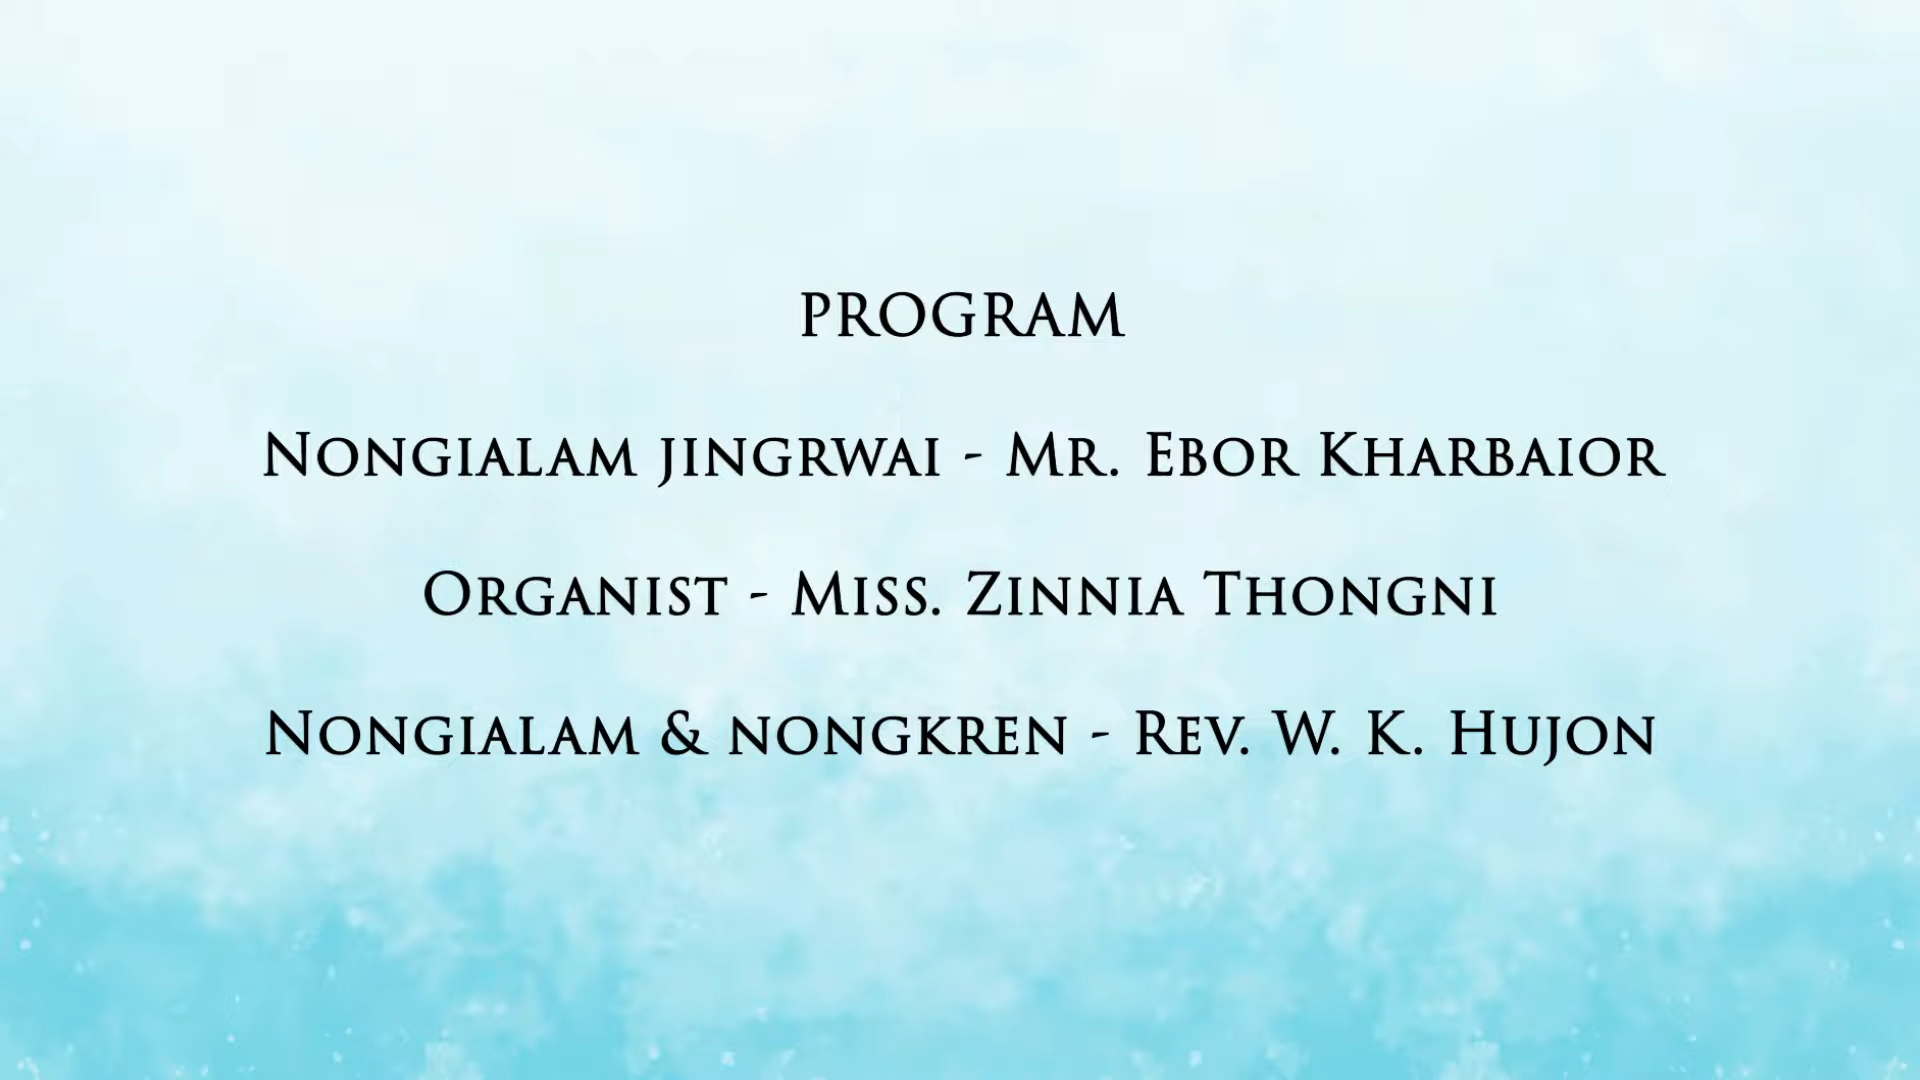 PROGRAM
Nongialam jingrwai - Mr. Ebor Kharbaior
Organist - Miss. Zinnia Thongni
Nongialam & nongkren - Rev. W. K. Hujon